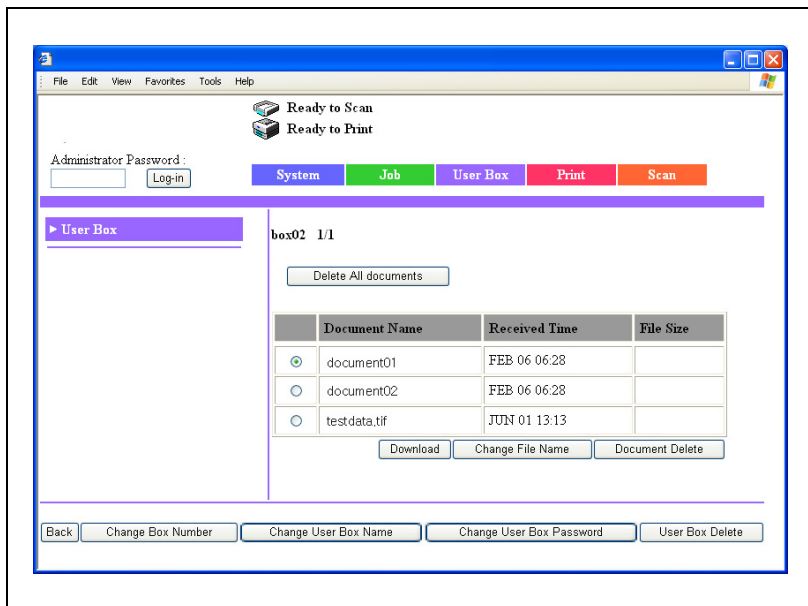 File Edit View Favorites Tools Help
Ready to Scan
Ready to Print
Administrator Password :
Log-in
System Job User Box Print Scan
User Box
box02 1/1
Delete All documents
Document Name Received Time File Size
document01 FEB 06 06:28
document02 FEB 06 06:28
testdata,tif JUN 01 13:13
Download Change File Name Document Delete
Back Change Box Number Change User Box Name Change User Box Password User Box Delete